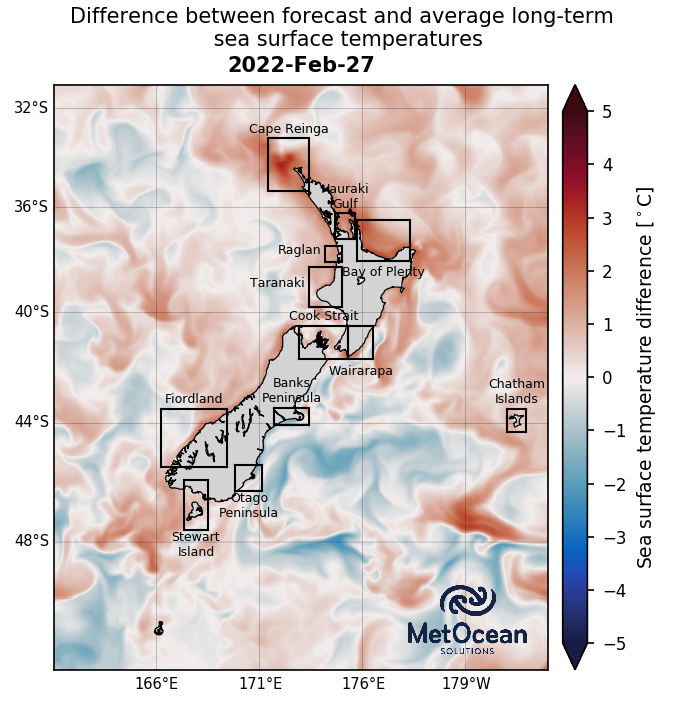 Difference between forecast and average long-term
sea surface temperatures
2022-Feb-27
32°S
36°S
40°S
44°S
48°S
Cape Reinga
Hauraki
Gulf
Raglan
Bay of Plenty
Taranaki
Cook Strait
Wairarapa
Banks
Peninsula
Fiordland
Chatham
Islands
Otago
Peninsula
Stewart
Island
MetOcean
SOLUTIONS
166°E
171°E
176°E
179°W
5
4
3
2
1
0
−1
−2
−3
−4
−5
Sea surface temperature difference [°C]